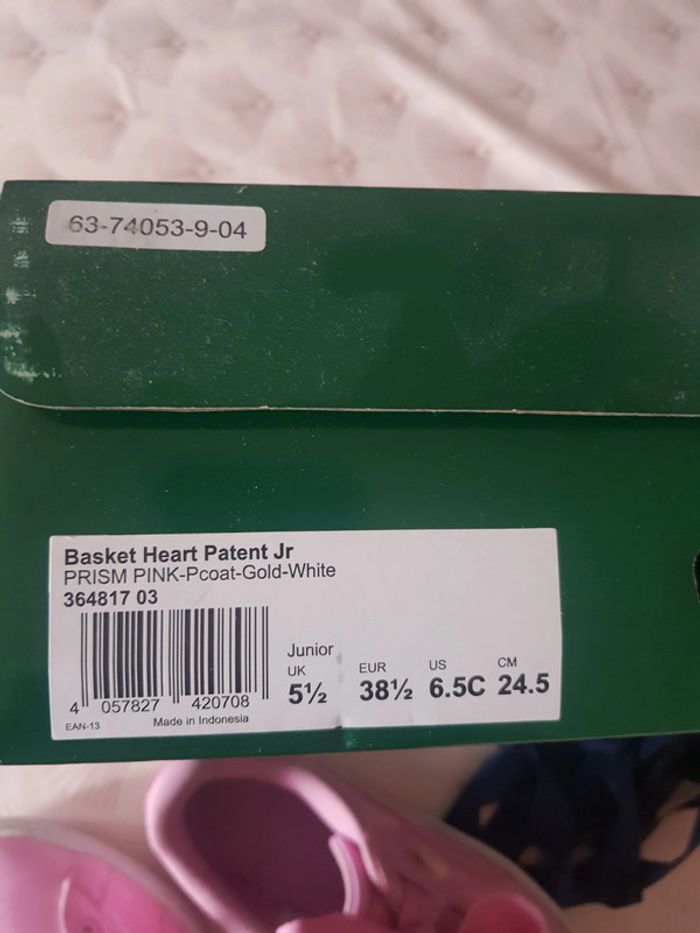 63-74053-9-04
Basket Heart Patent Jr
PRISM PINK-Pcoat-Gold-White
364817 03
Junior
UK EUR US CM
5½ 38½ 6.5C 24.5
4 057827 420708
EAN-13 Made in Indonesia